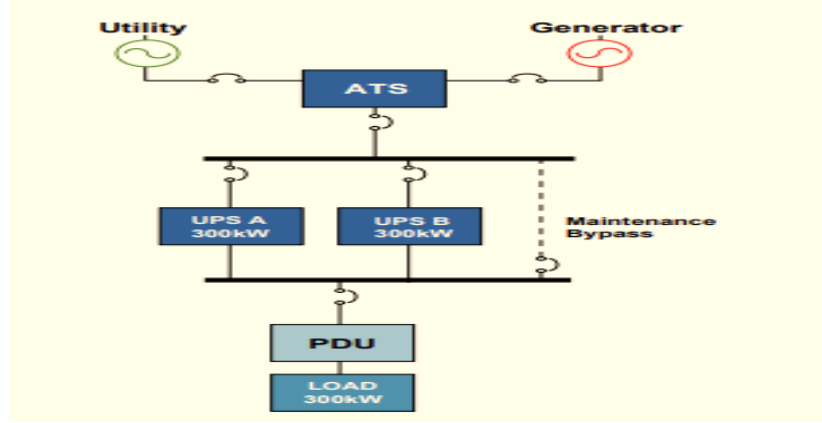 Utility
Generator
ATS
UPS A
300kW
UPS B
300kW
Maintenance
Bypass
PDU
LOAD
300kW